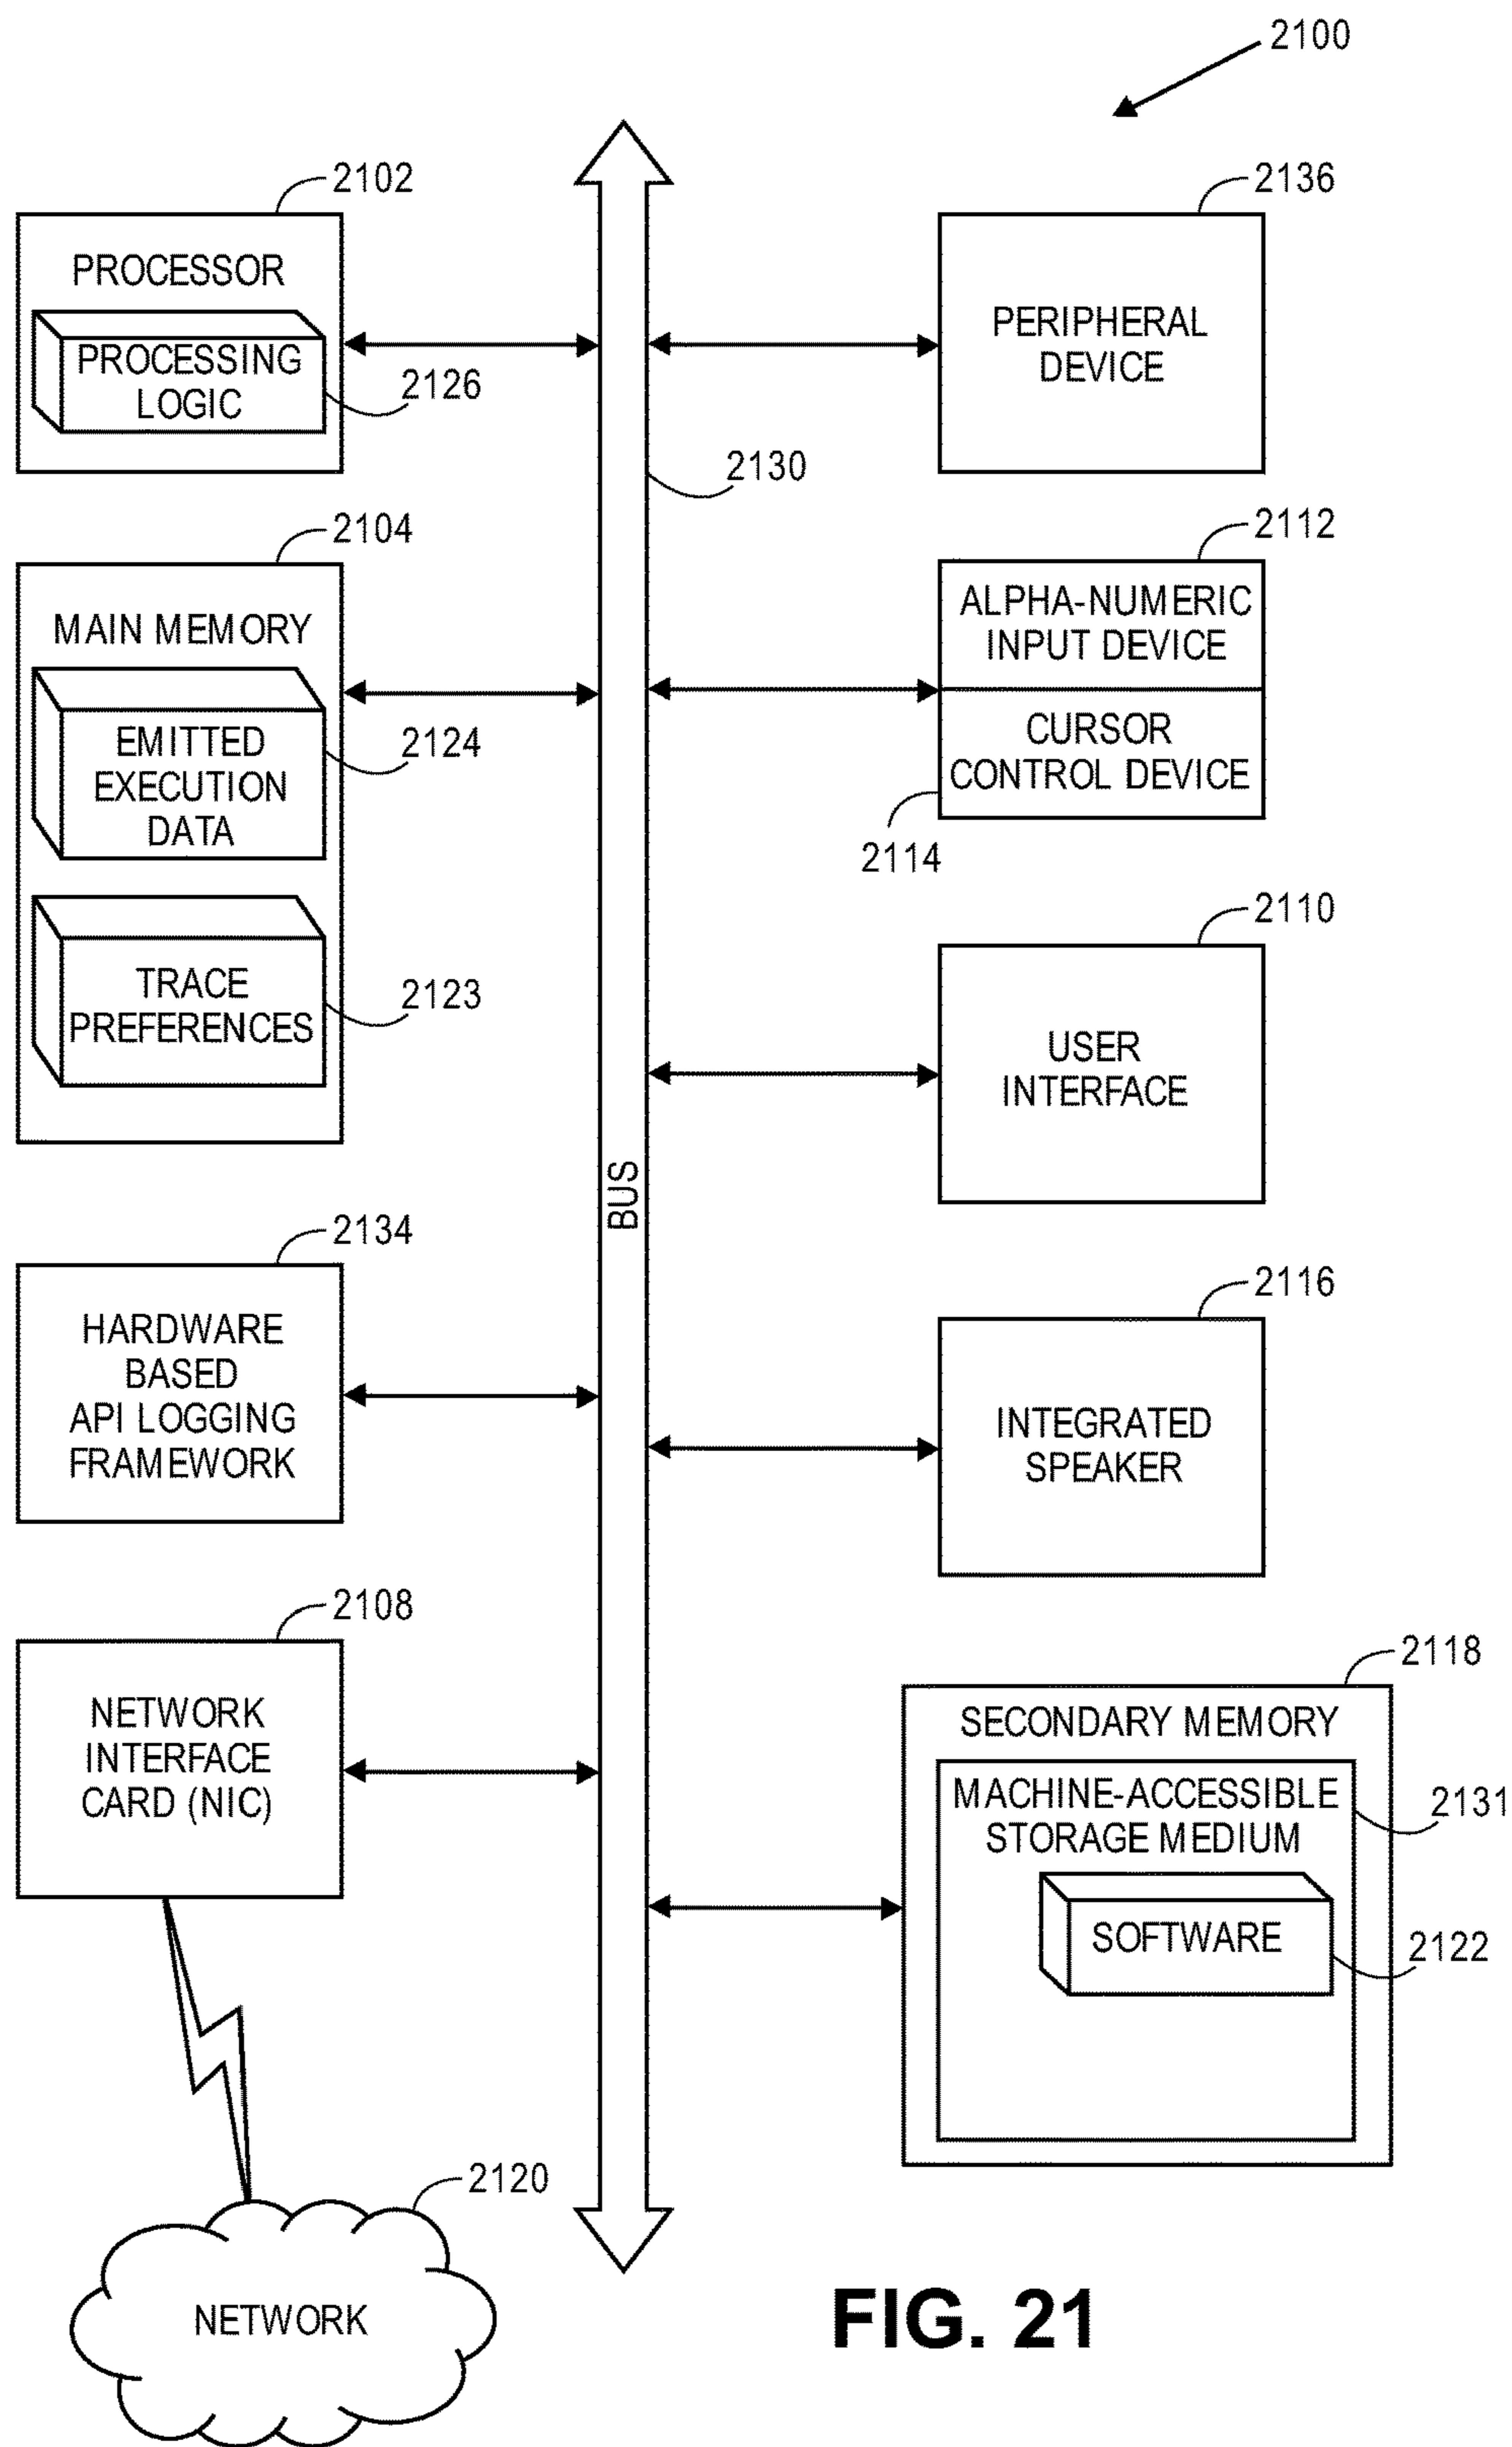 2100
2102
PROCESSOR
PROCESSING
LOGIC
2126
2136
PERIPHERAL
DEVICE
2130
2104
MAIN MEMORY
EMITTED
EXECUTION
DATA
2124
TRACE
PREFERENCES
2123
2112
ALPHA-NUMERIC
INPUT DEVICE
CURSOR
CONTROL DEVICE
2114
2110
USER
INTERFACE
BUS
2134
HARDWARE
BASED
API LOGGING
FRAMEWORK
2116
INTEGRATED
SPEAKER
2108
NETWORK
INTERFACE
CARD (NIC)
2118
SECONDARY MEMORY
MACHINE-ACCESSIBLE
STORAGE MEDIUM
2131
SOFTWARE
2122
2120
NETWORK
FIG. 21